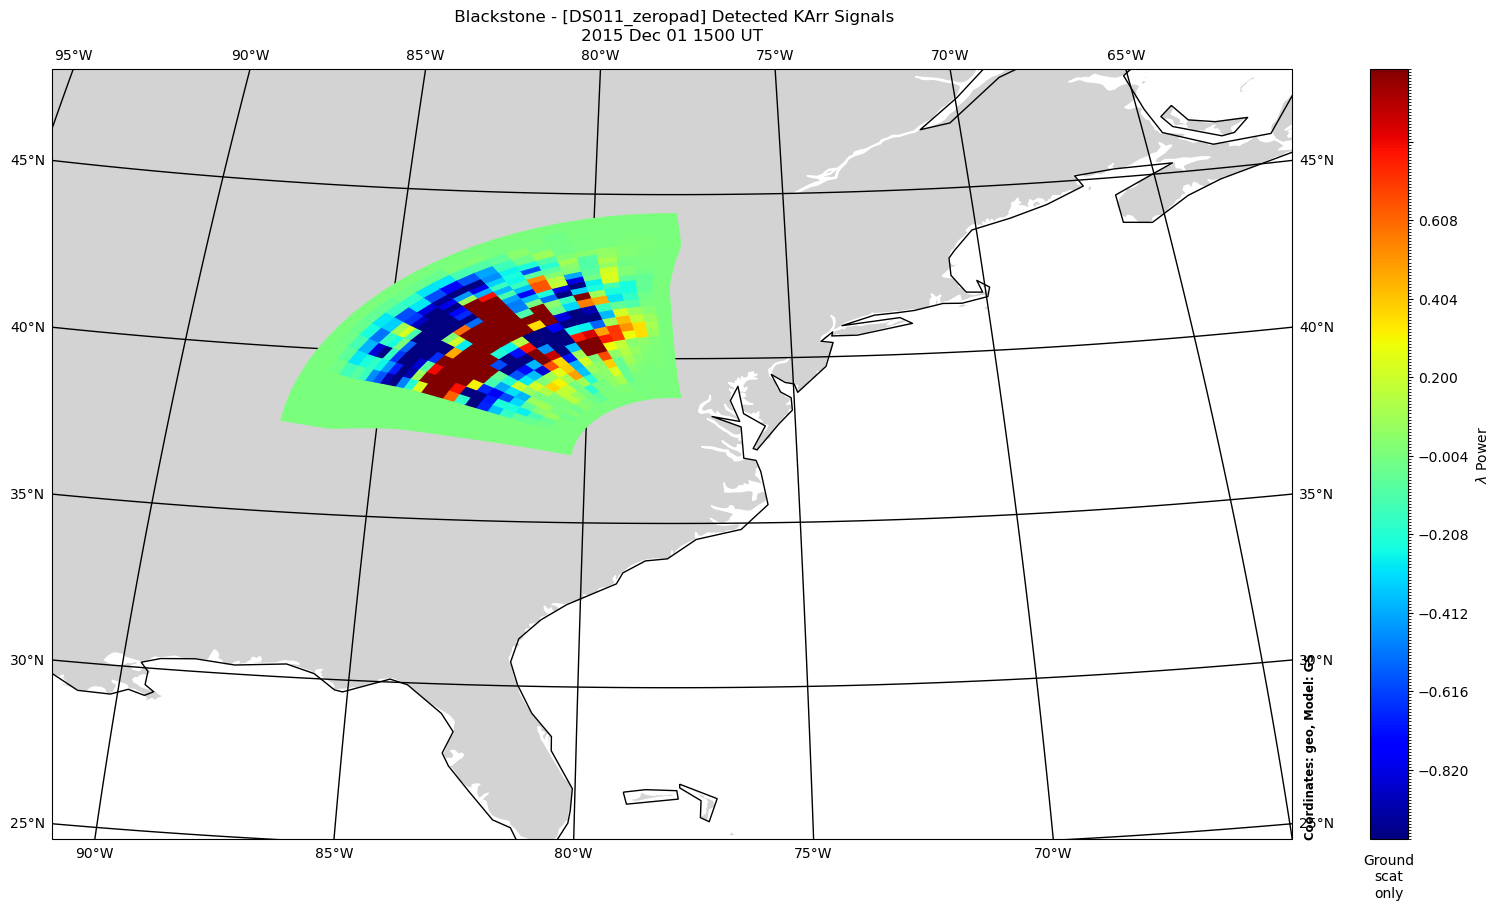 Blackstone - [DS011_zeropad] Detected KArr Signals
2015 Dec 01 1500 UT
95°W 90°W 85°W 80°W 75°W 70°W 65°W
45°N 45°N
40°N 40°N
35°N 35°N
30°N 30°N
25°N 25°N
90°W 85°W 80°W 75°W 70°W
Coordinates: geo, Model: GS
0.608
0.404
0.200
−0.004
−0.208
−0.412
−0.616
−0.820
λ Power
Ground
scat
only